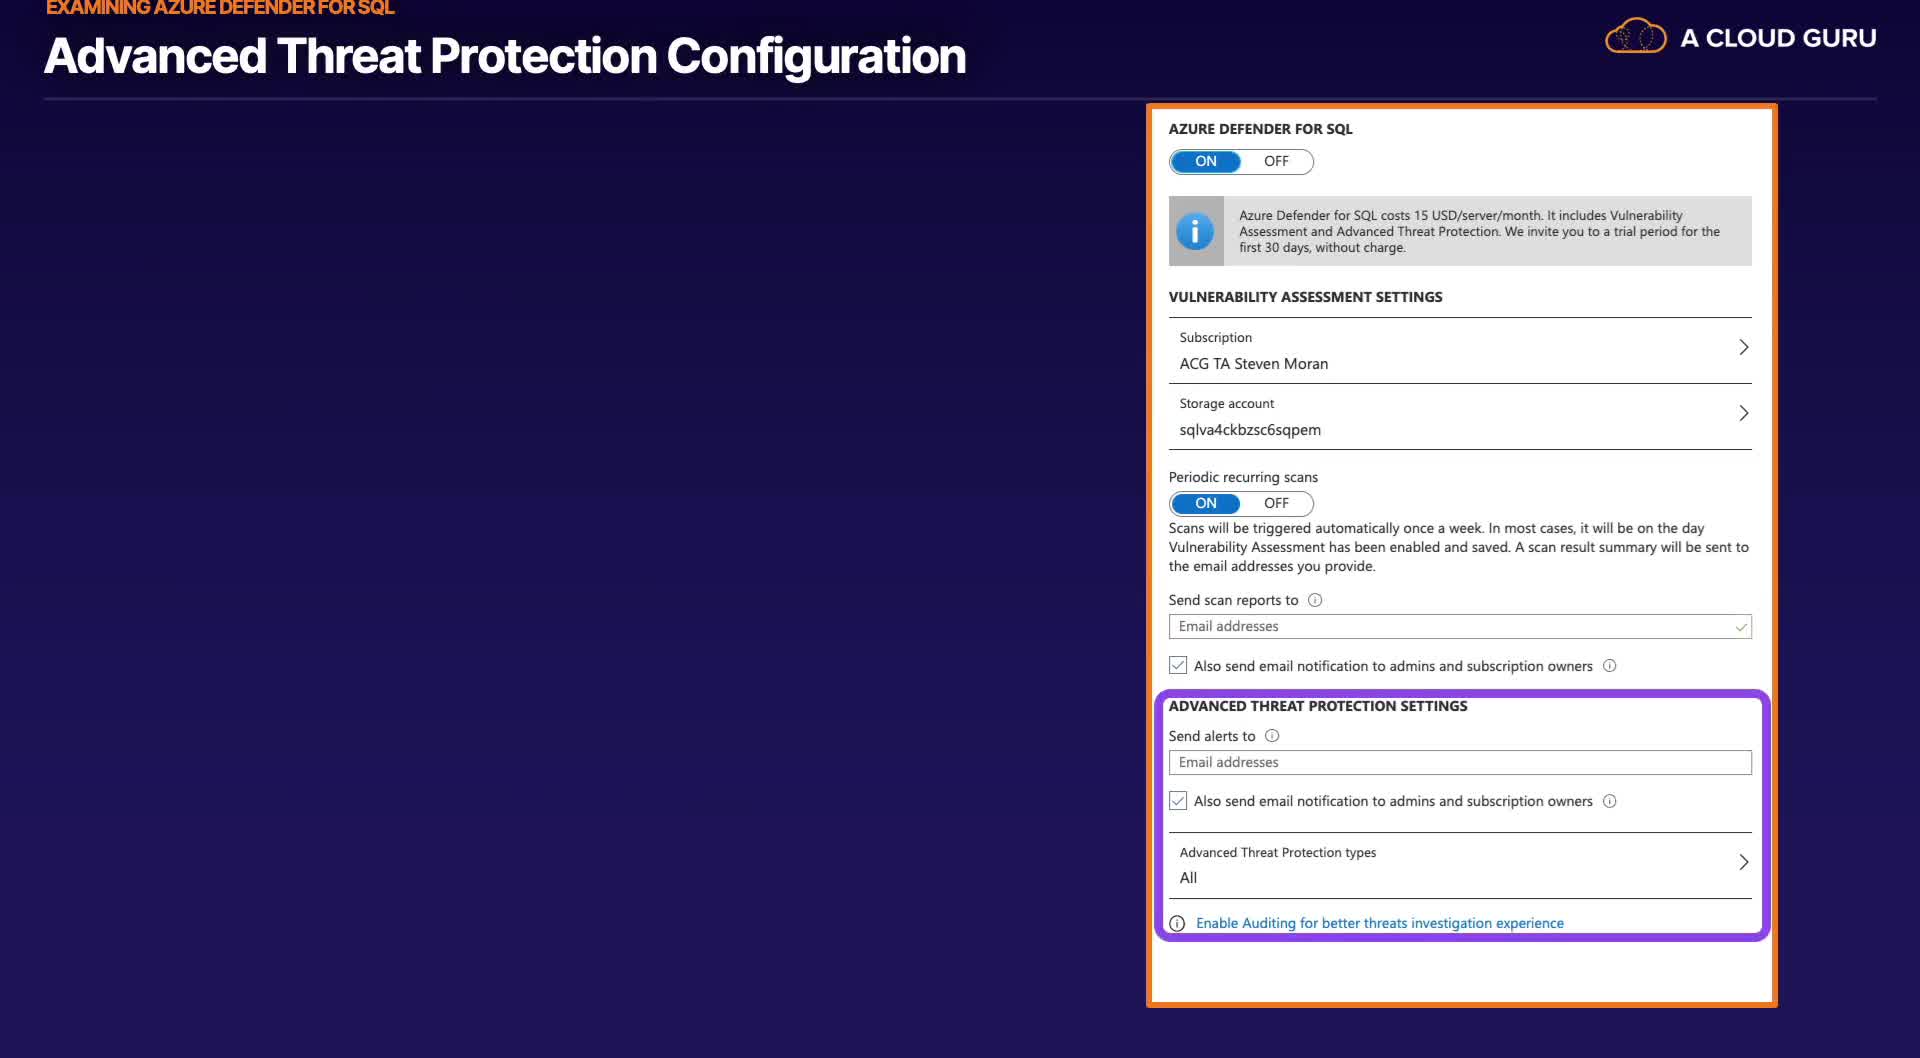 EXAMINING AZURE DEFENDER FOR SQL
Advanced Threat Protection Configuration
A CLOUD GURU
AZURE DEFENDER FOR SQL
ON OFF
Azure Defender for SQL costs 15 USD/server/month. It includes Vulnerability
Assessment and Advanced Threat Protection. We invite you to a trial period for the
first 30 days, without charge.
VULNERABILITY ASSESSMENT SETTINGS
Subscription
ACG TA Steven Moran
Storage account
sqlva4ckbzsc6sqpem
Periodic recurring scans
ON OFF
Scans will be triggered automatically once a week. In most cases, it will be on the day
Vulnerability Assessment has been enabled and saved. A scan result summary will be sent to
the email addresses you provide.
Send scan reports to
Email addresses
Also send email notification to admins and subscription owners
ADVANCED THREAT PROTECTION SETTINGS
Send alerts to
Email addresses
Also send email notification to admins and subscription owners
Advanced Threat Protection types
All
Enable Auditing for better threats investigation experience